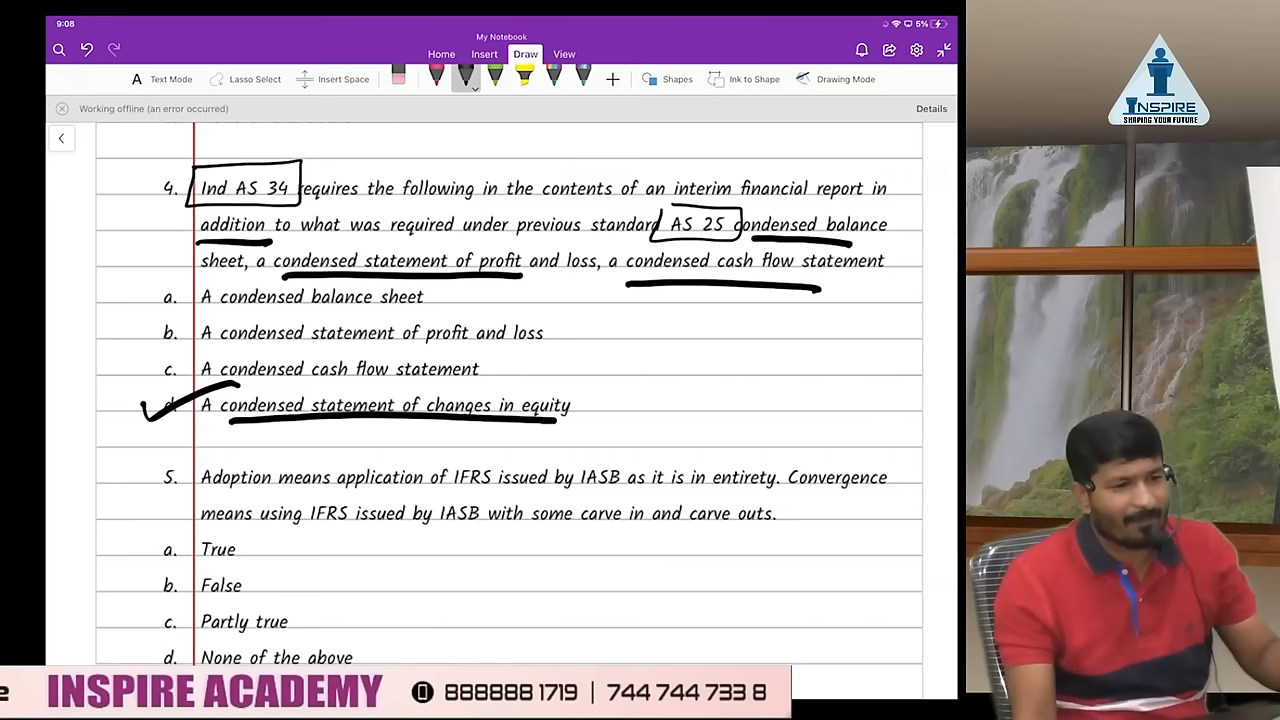 9:08
5%
My Notebook
Home Insert Draw View
Text Mode Lasso Select Insert Space Shapes Ink to Shape Drawing Mode
Working offline (an error occurred) Details
4. Ind AS 34 requires the following in the contents of an interim financial report in
addition to what was required under previous standard AS 25 condensed balance
sheet, a condensed statement of profit and loss, a condensed cash flow statement
a. A condensed balance sheet
b. A condensed statement of profit and loss
c. A condensed cash flow statement
d. A condensed statement of changes in equity
5. Adoption means application of IFRS issued by IASB as it is in entirety. Convergence
means using IFRS issued by IASB with some carve in and carve outs.
a. True
b. False
c. Partly true
d. None of the above
INSPIRE ACADEMY 888888 1719 | 744 744 733 8
INSPIRE
SHAPING YOUR FUTURE